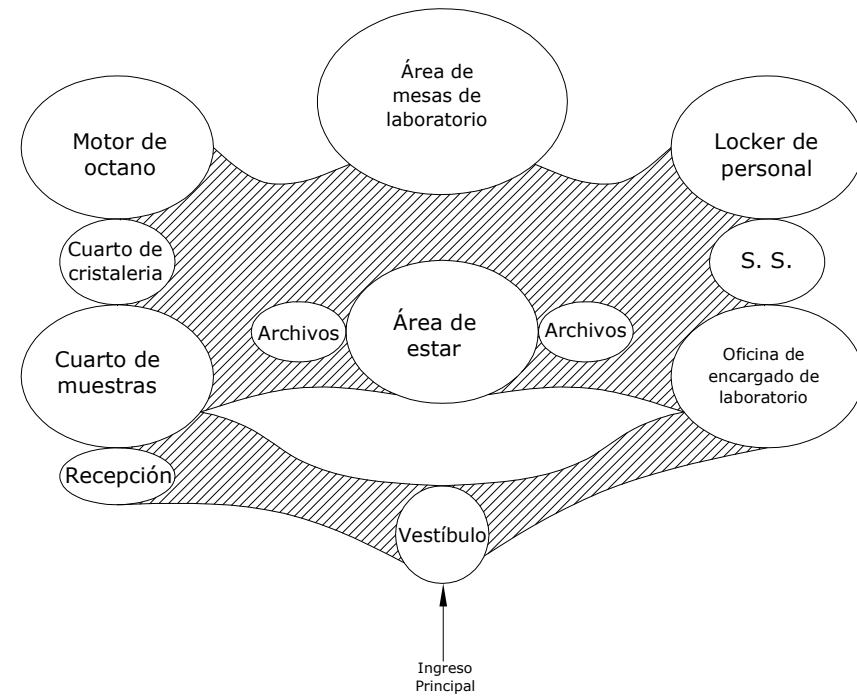 Área de
mesas de
laboratorio
Motor de
octano
Locker de
personal
Cuarto de
cristaleria
S. S.
Archivos
Área de
estar
Archivos
Cuarto de
muestras
Oficina de
encargado de
laboratorio
Recepción
Vestíbulo
Ingreso
Principal